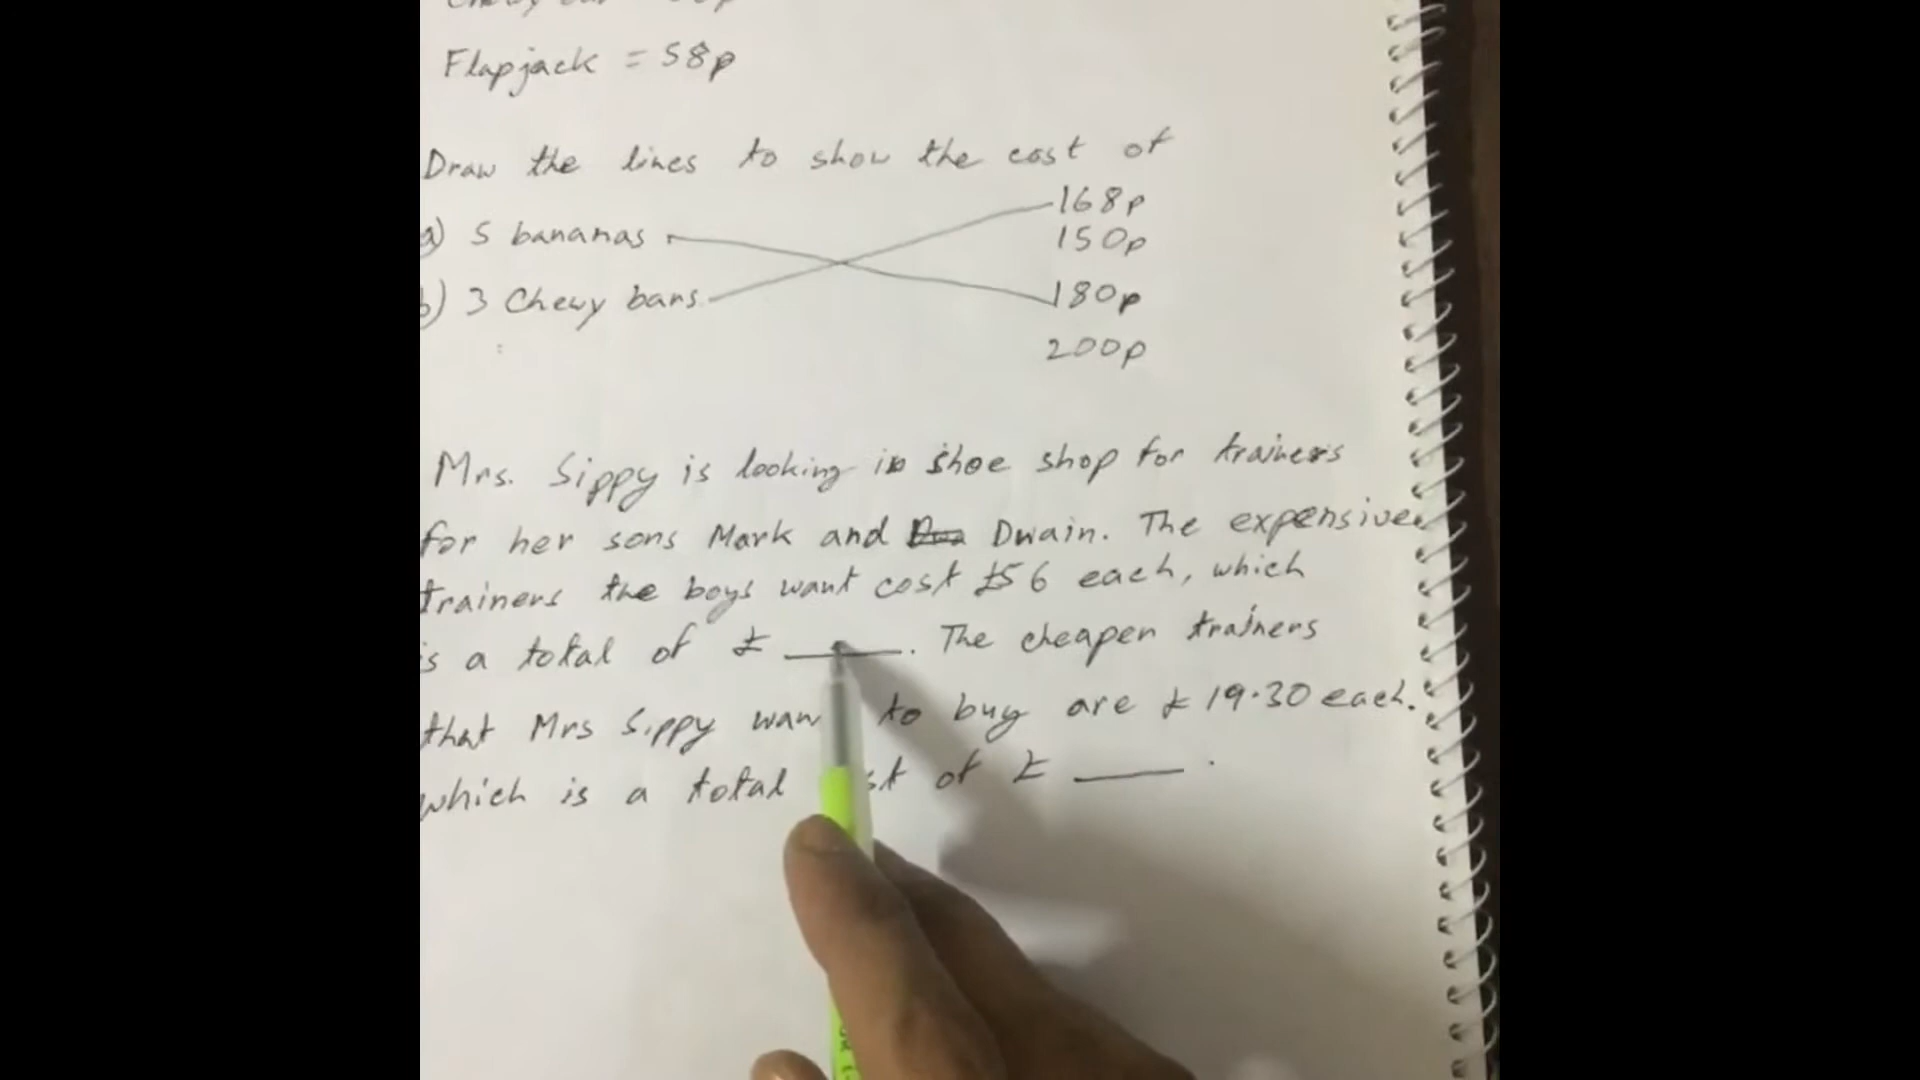 Flapjack = 58p
Draw the lines to show the cost of
168p
a) 5 bananas
150p
b) 3 Chewy bars
180p
200p
Mrs. Sippy is looking in shoe shop for trainers
for her sons Mark and Dwain. The expensive
trainers the boys want cost £56 each, which
is a total of £ ____. The cheaper trainers
that Mrs Sippy wan to buy are £19.30 each.
which is a total st of £ ____.